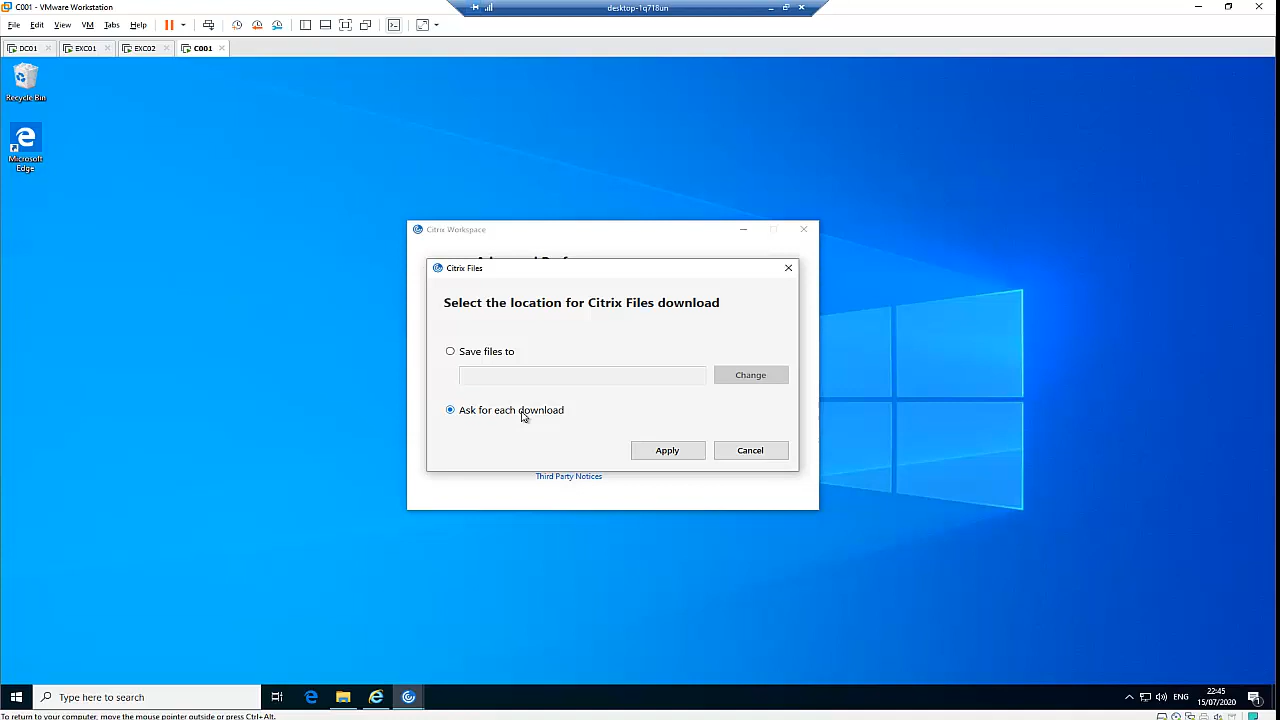 C001 - VMware Workstation
desktop-1q718un
File Edit View VM Tabs Help
DC01 EXC01 EXC02 C001
Recycle Bin
Microsoft
Edge
Citrix Workspace
Citrix Files
Select the location for Citrix Files download
Save files to
Change
Ask for each download
Apply Cancel
Third Party Notices
Type here to search
ENG
22:45
15/07/2020
To return to your computer, move the mouse pointer outside or press Ctrl+Alt.